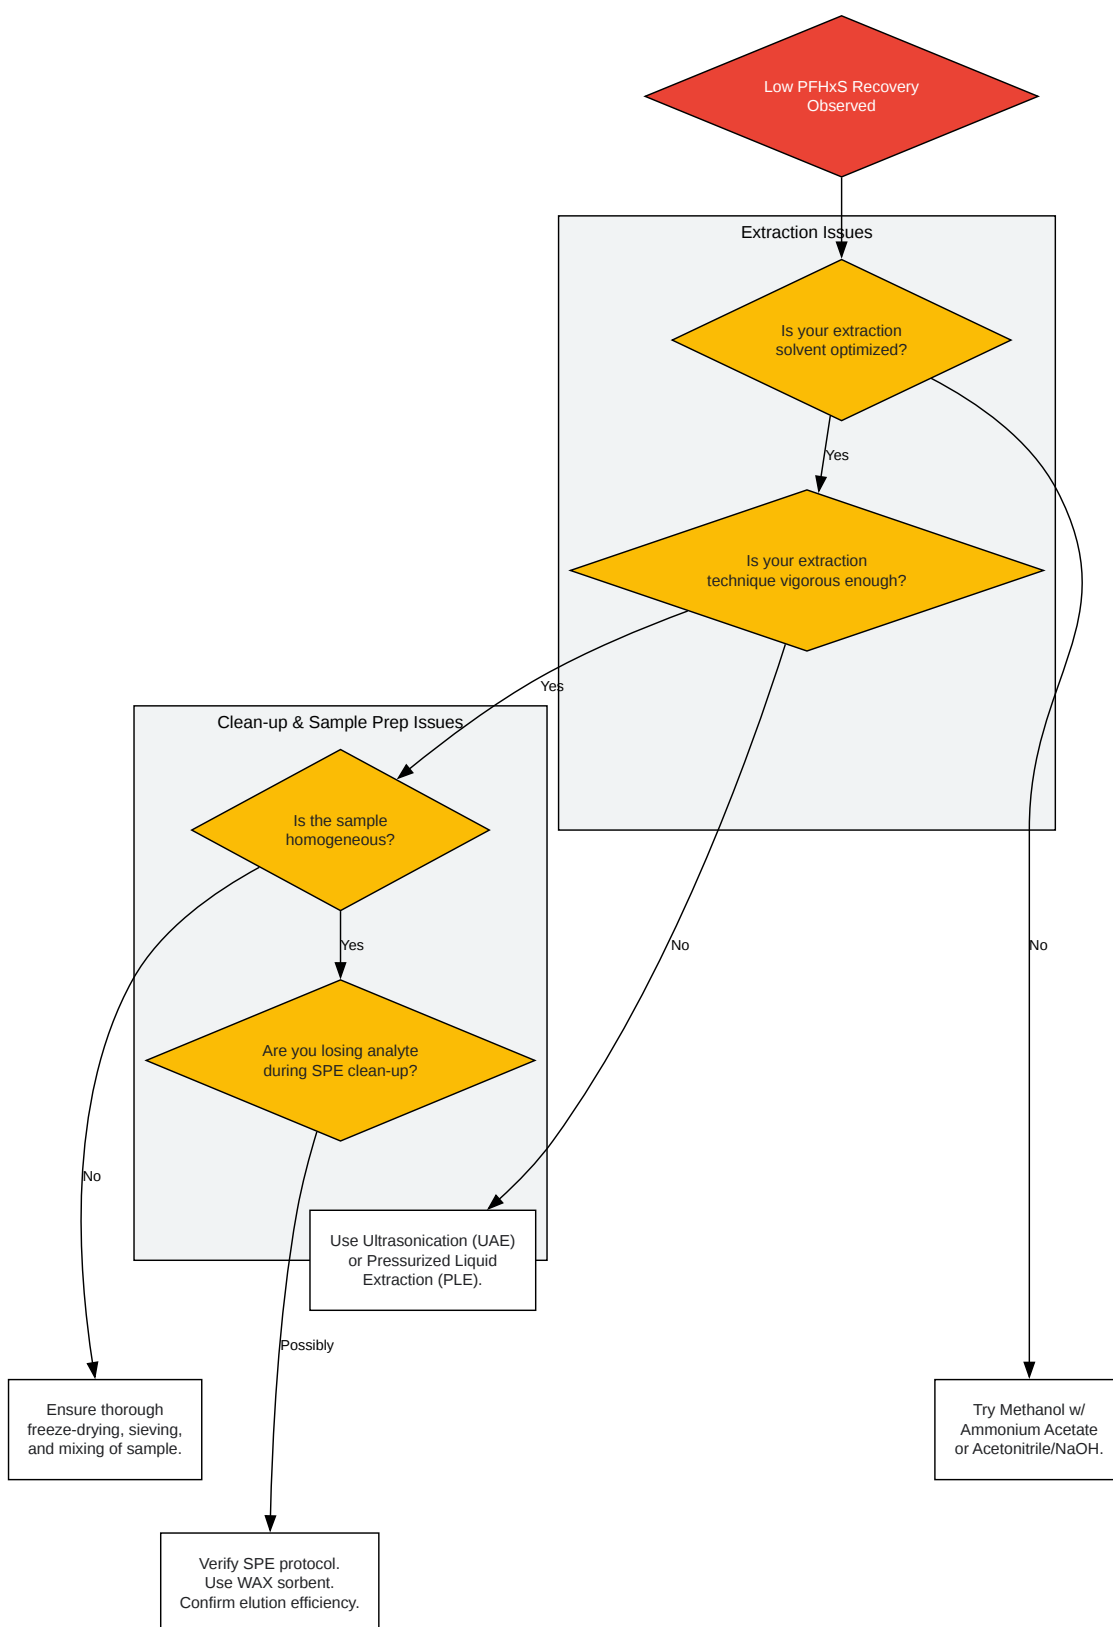 Low PFHxS Recovery
Observed
Extraction Issues
Is your extraction
solvent optimized?
Yes
Is your extraction
technique vigorous enough?
Yes
Clean-up & Sample Prep Issues
Is the sample
homogeneous?
Yes
No
No
Are you losing analyte
during SPE clean-up?
No
Use Ultrasonication (UAE)
or Pressurized Liquid
Extraction (PLE).
Possibly
Ensure thorough
freeze-drying, sieving,
and mixing of sample.
Try Methanol w/
Ammonium Acetate
or Acetonitrile/NaOH.
Verify SPE protocol.
Use WAX sorbent.
Confirm elution efficiency.